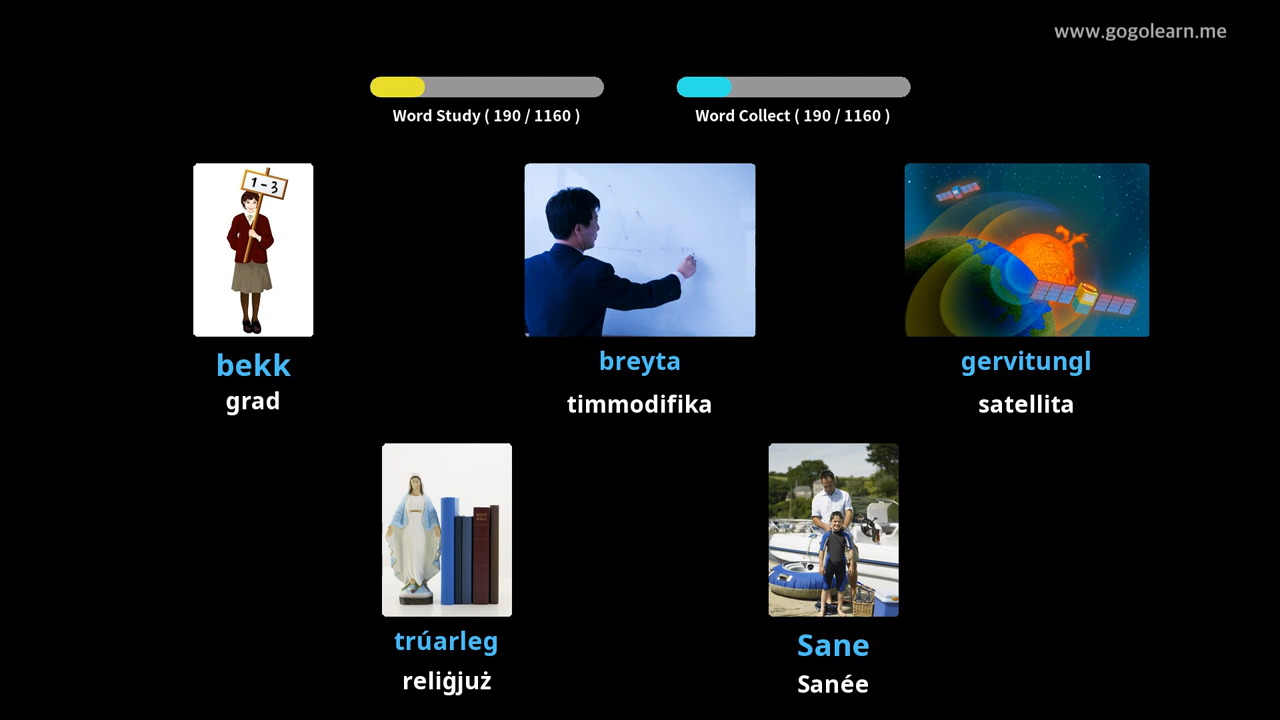 www.gogolearn.me
Word Study ( 190 / 1160 )
Word Collect ( 190 / 1160 )
1 - 3
bekk
grad
breyta
timmodifika
gervitungl
satellita
trúarleg
reliġjuż
Sane
Sanée